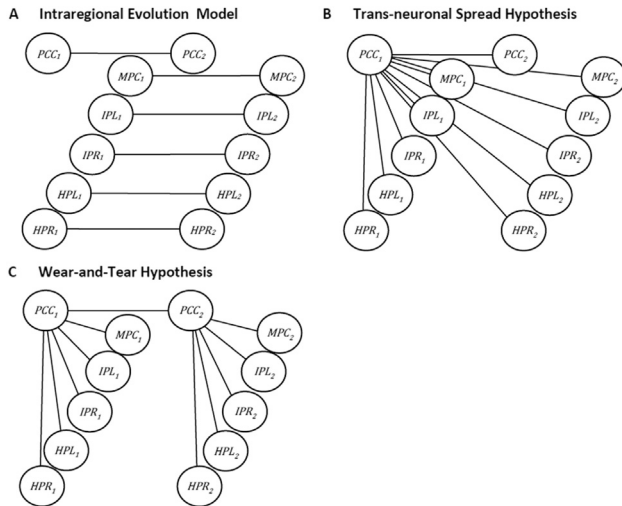 A Intraregional Evolution Model
PCC1 PCC2
MPC1 MPC2
IPL1 IPL2
IPR1 IPR2
HPL1 HPL2
HPR1 HPR2
B Trans-neuronal Spread Hypothesis
PCC1 PCC2
MPC1 MPC2
IPL1 IPL2
IPR1 IPR2
HPL1 HPL2
HPR1 HPR2
C Wear-and-Tear Hypothesis
PCC1 PCC2
MPC1 MPC2
IPL1 IPL2
IPR1 IPR2
HPL1 HPL2
HPR1 HPR2